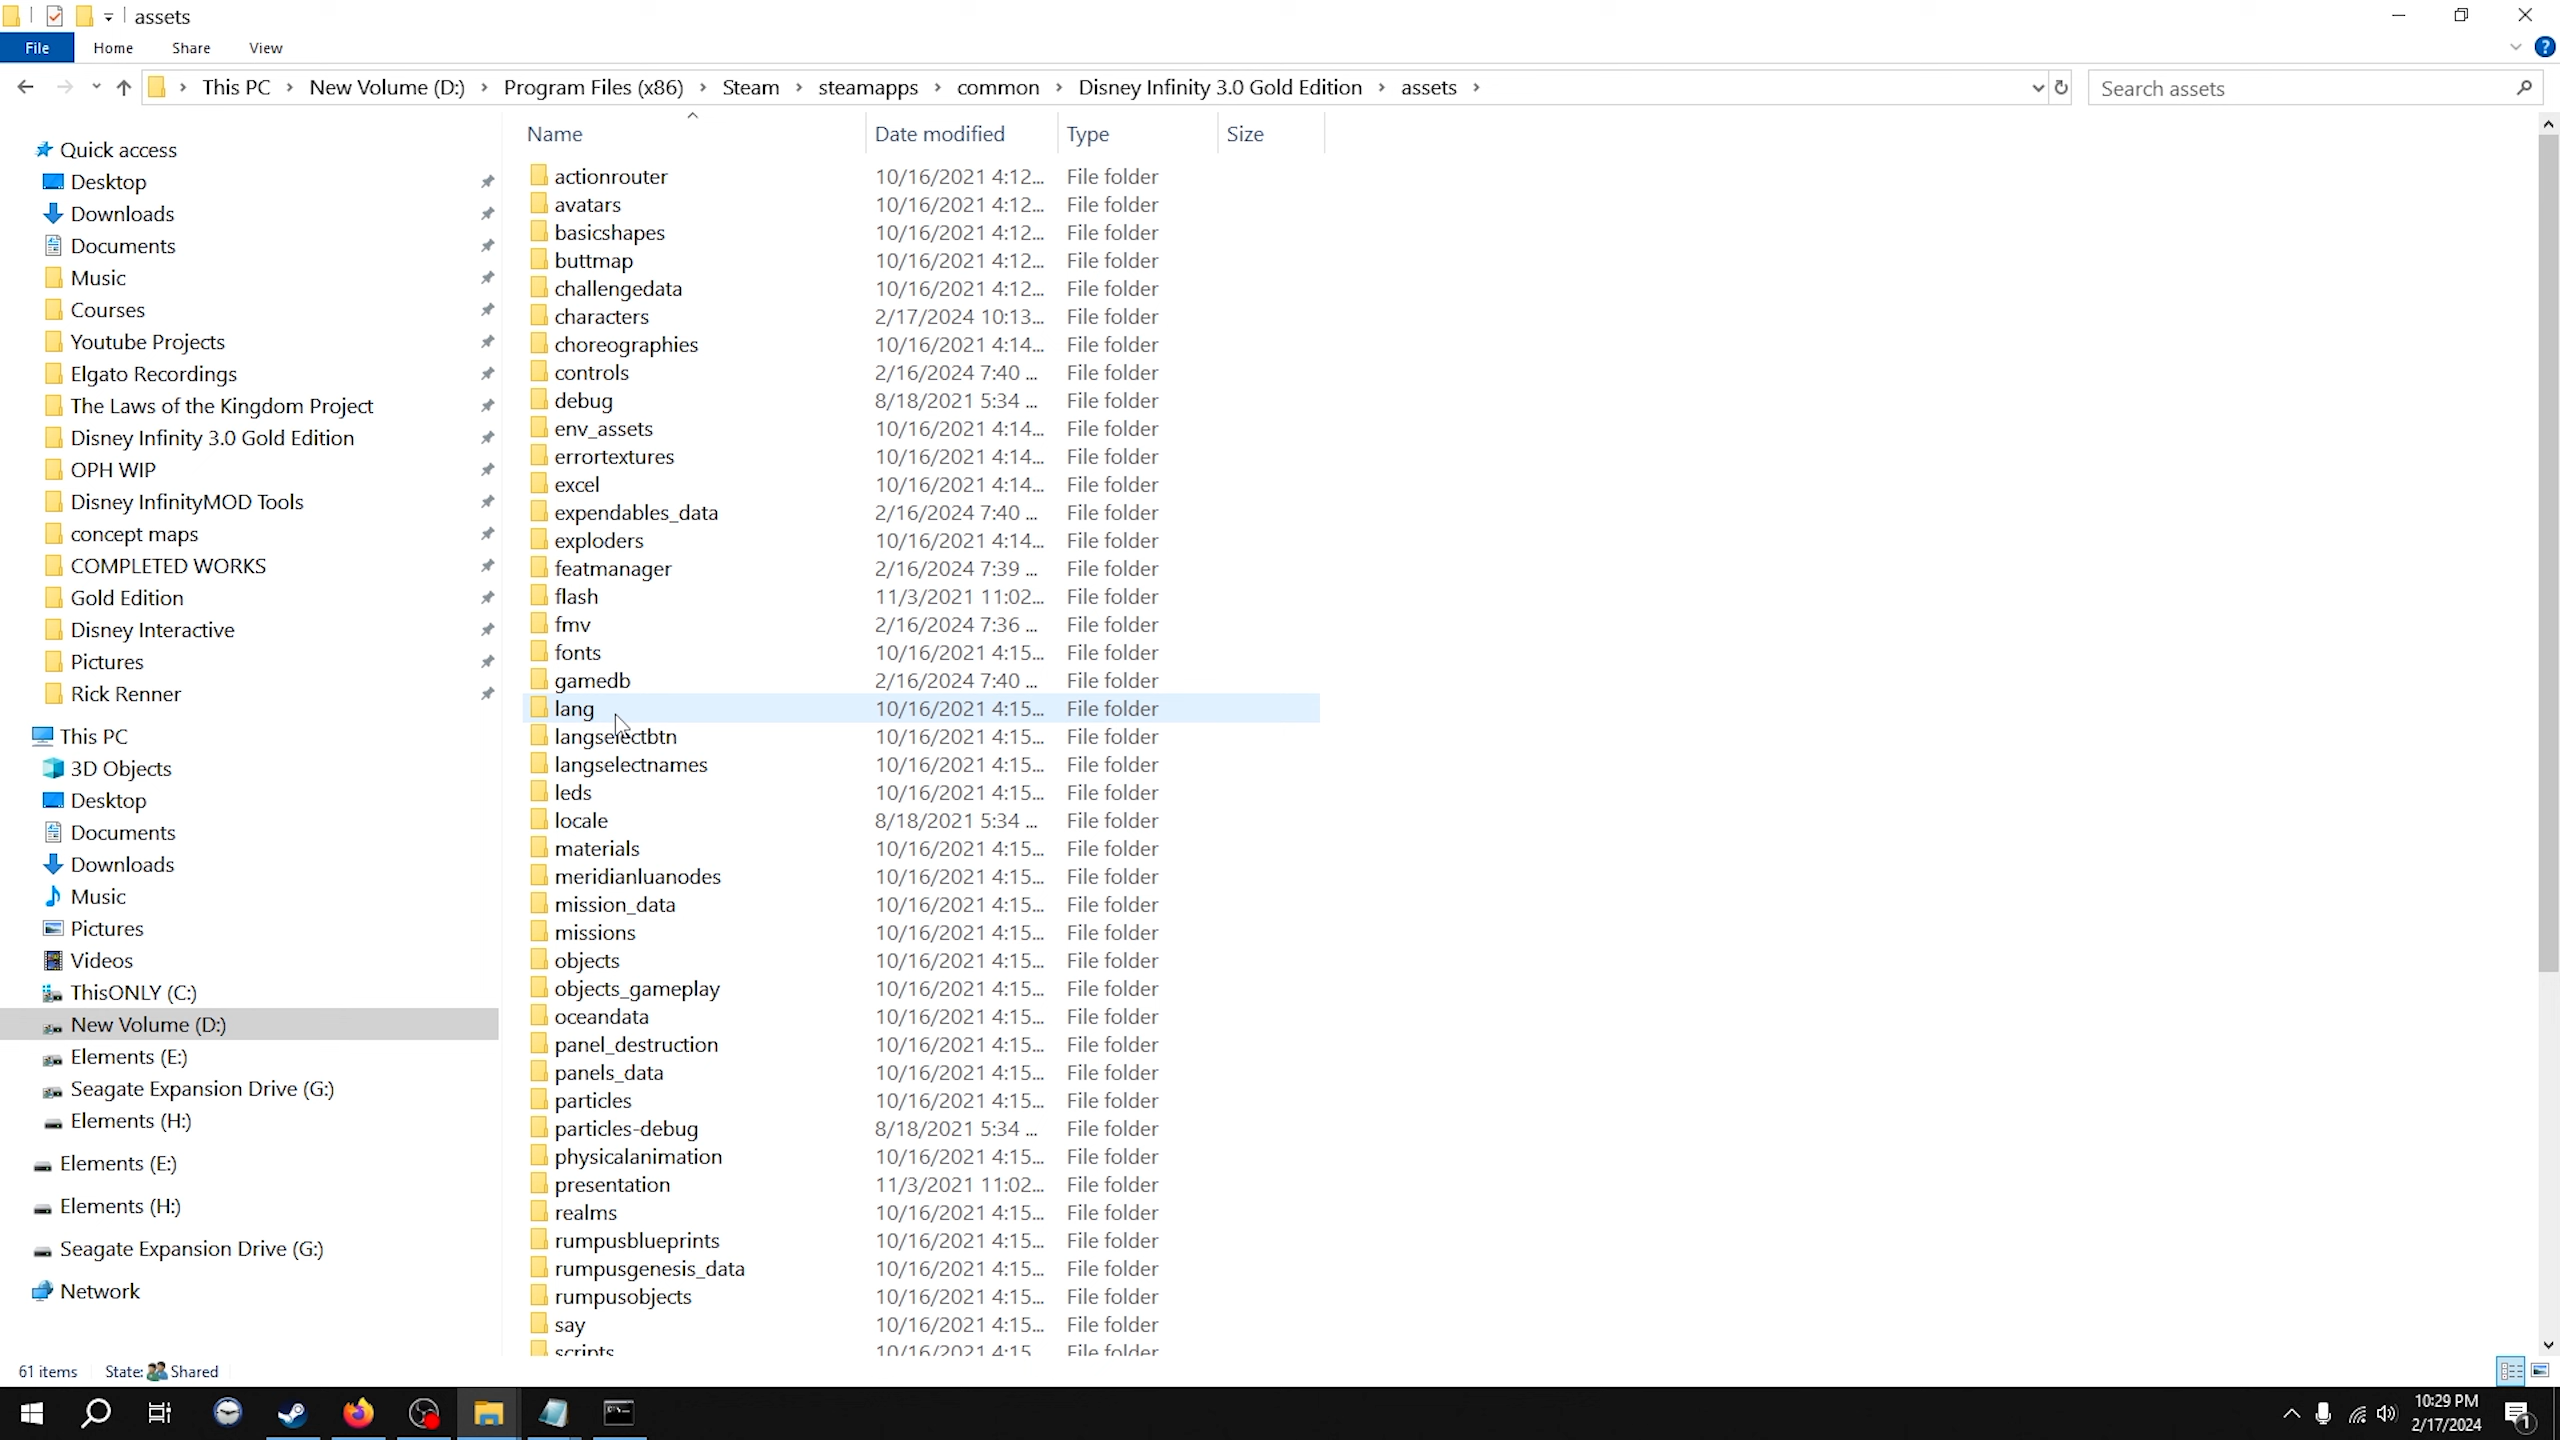 assets
File Home Share View
This PC New Volume (D:) Program Files (x86) Steam steamapps common Disney Infinity 3.0 Gold Edition assets Search assets
Name Date modified Type Size
Quick access
Desktop
Downloads
Documents
Music
Courses
Youtube Projects
Elgato Recordings
The Laws of the Kingdom Project
Disney Infinity 3.0 Gold Edition
OPH WIP
Disney InfinityMOD Tools
concept maps
COMPLETED WORKS
Gold Edition
Disney Interactive
Pictures
Rick Renner
This PC
3D Objects
Desktop
Documents
Downloads
Music
Pictures
Videos
ThisONLY (C:)
New Volume (D:)
Elements (E:)
Seagate Expansion Drive (G:)
Elements (H:)
Elements (E:)
Elements (H:)
Seagate Expansion Drive (G:)
Network
actionrouter 10/16/2021 4:12... File folder
avatars 10/16/2021 4:12... File folder
basicshapes 10/16/2021 4:12... File folder
buttmap 10/16/2021 4:12... File folder
challengedata 10/16/2021 4:12... File folder
characters 2/17/2024 10:13... File folder
choreographies 10/16/2021 4:14... File folder
controls 2/16/2024 7:40 ... File folder
debug 8/18/2021 5:34 ... File folder
env_assets 10/16/2021 4:14... File folder
errortextures 10/16/2021 4:14... File folder
excel 10/16/2021 4:14... File folder
expendables_data 2/16/2024 7:40 ... File folder
exploders 10/16/2021 4:14... File folder
featmanager 2/16/2024 7:39 ... File folder
flash 11/3/2021 11:02... File folder
fmv 2/16/2024 7:36 ... File folder
fonts 10/16/2021 4:15... File folder
gamedb 2/16/2024 7:40 ... File folder
lang 10/16/2021 4:15... File folder
langselectbtn 10/16/2021 4:15... File folder
langselectnames 10/16/2021 4:15... File folder
leds 10/16/2021 4:15... File folder
locale 8/18/2021 5:34 ... File folder
materials 10/16/2021 4:15... File folder
meridianluanodes 10/16/2021 4:15... File folder
mission_data 10/16/2021 4:15... File folder
missions 10/16/2021 4:15... File folder
objects 10/16/2021 4:15... File folder
objects_gameplay 10/16/2021 4:15... File folder
oceandata 10/16/2021 4:15... File folder
panel_destruction 10/16/2021 4:15... File folder
panels_data 10/16/2021 4:15... File folder
particles 10/16/2021 4:15... File folder
particles-debug 8/18/2021 5:34 ... File folder
physicalanimation 10/16/2021 4:15... File folder
presentation 11/3/2021 11:02... File folder
realms 10/16/2021 4:15... File folder
rumpusblueprints 10/16/2021 4:15... File folder
rumpusgenesis_data 10/16/2021 4:15... File folder
rumpusobjects 10/16/2021 4:15... File folder
say 10/16/2021 4:15... File folder
scripts 10/16/2021 4:15 File folder
61 items State: Shared
10:29 PM
2/17/2024
1